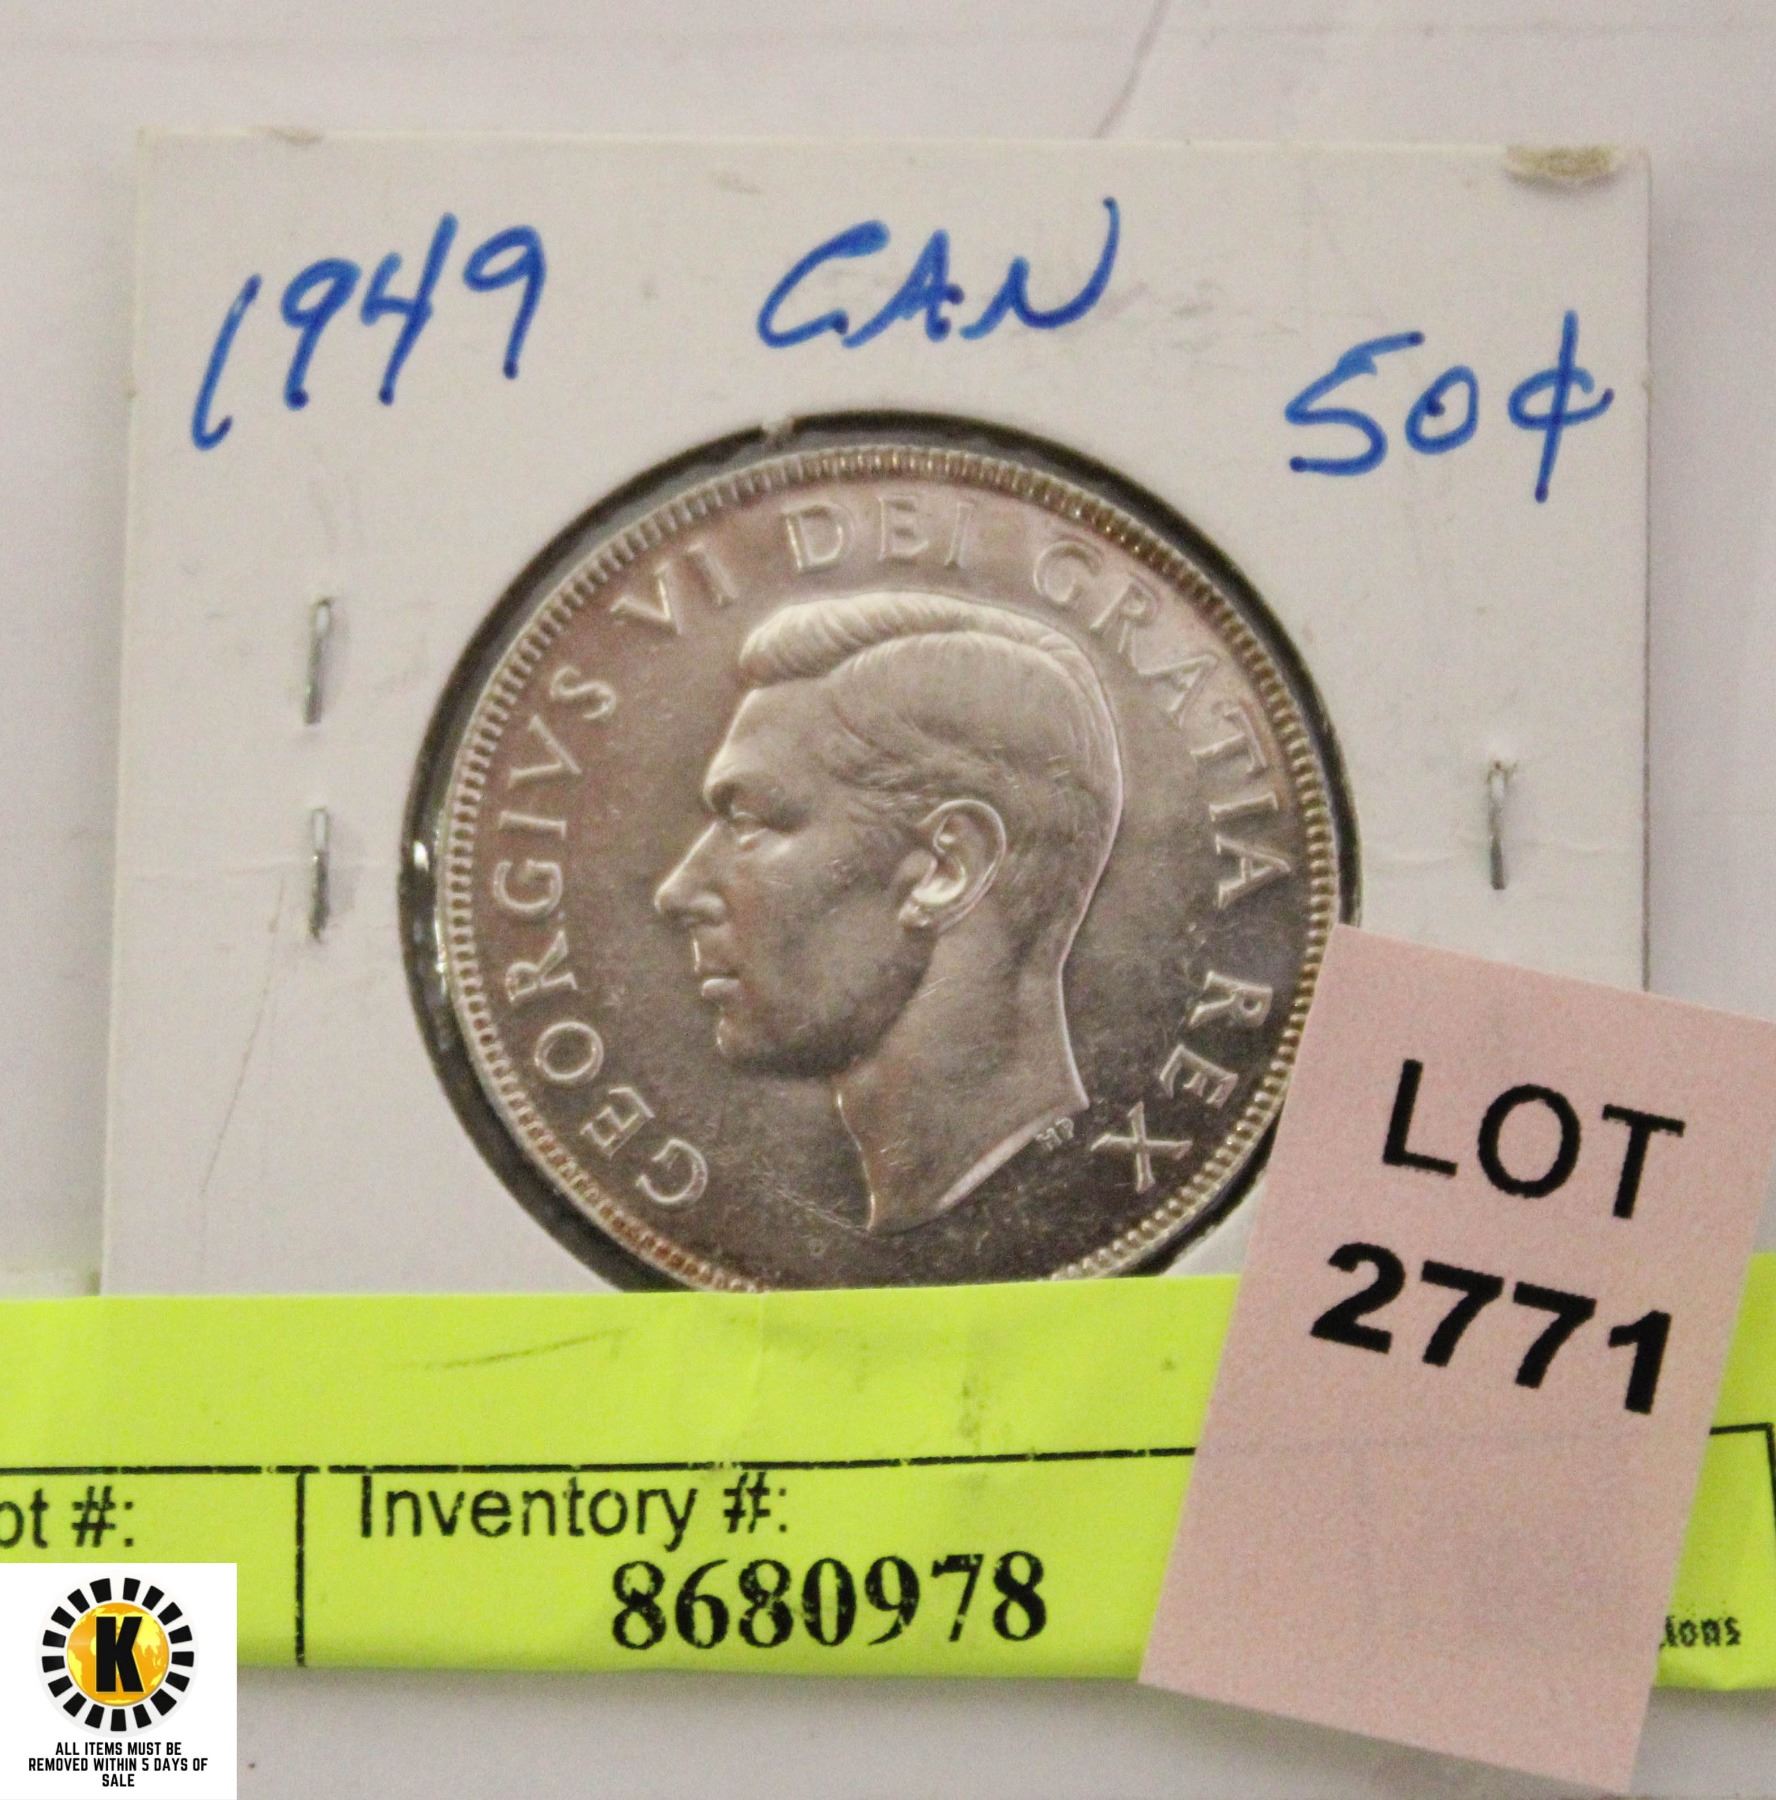 1949 CAN 50¢
GEORGIVS VI DEI GRATIA REX
HP
LOT
2771
ot #:
Inventory #:
8680978
ions
K
ALL ITEMS MUST BE
REMOVED WITHIN 5 DAYS OF
SALE